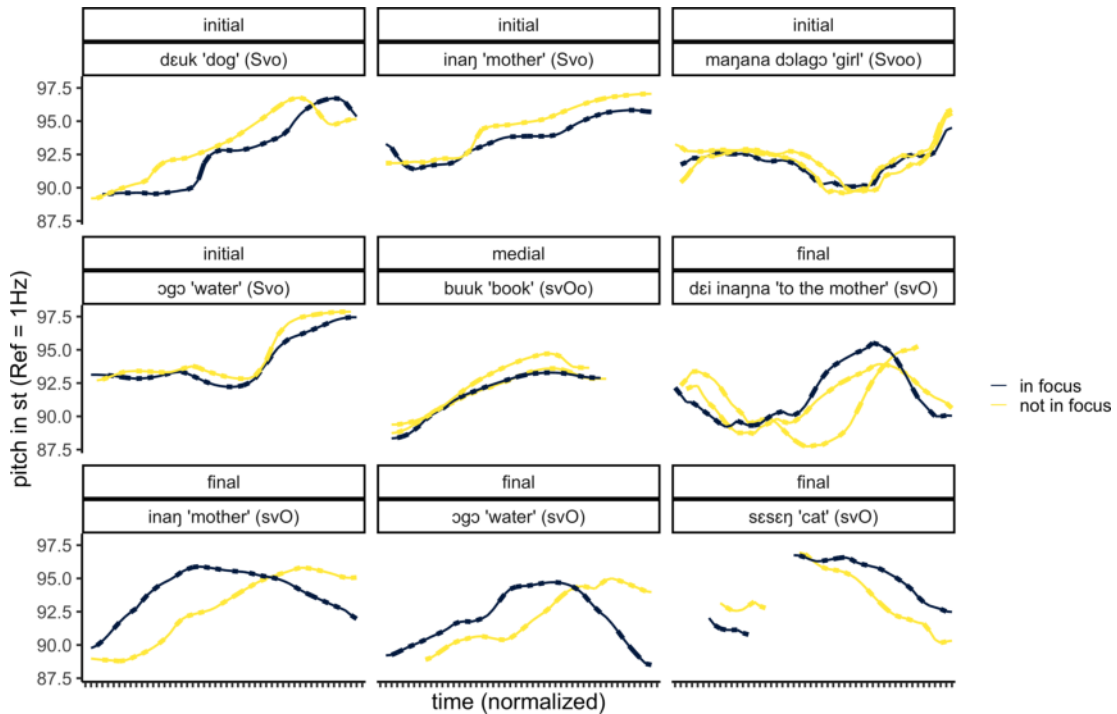 initial
initial
initial
dɛuk 'dog' (Svo)
inaŋ 'mother' (Svo)
maŋana dɔlagɔ 'girl' (Svoo)
97.5
95.0
92.5
90.0
87.5
initial
medial
final
ɔgɔ 'water' (Svo)
buuk 'book' (svOo)
dɛi inaŋna 'to the mother' (svO)
97.5
95.0
92.5
90.0
87.5
pitch in st (Ref = 1Hz)
in focus
not in focus
final
final
final
inaŋ 'mother' (svO)
ɔgɔ 'water' (svO)
sɛsɛŋ 'cat' (svO)
97.5
95.0
92.5
90.0
87.5
time (normalized)